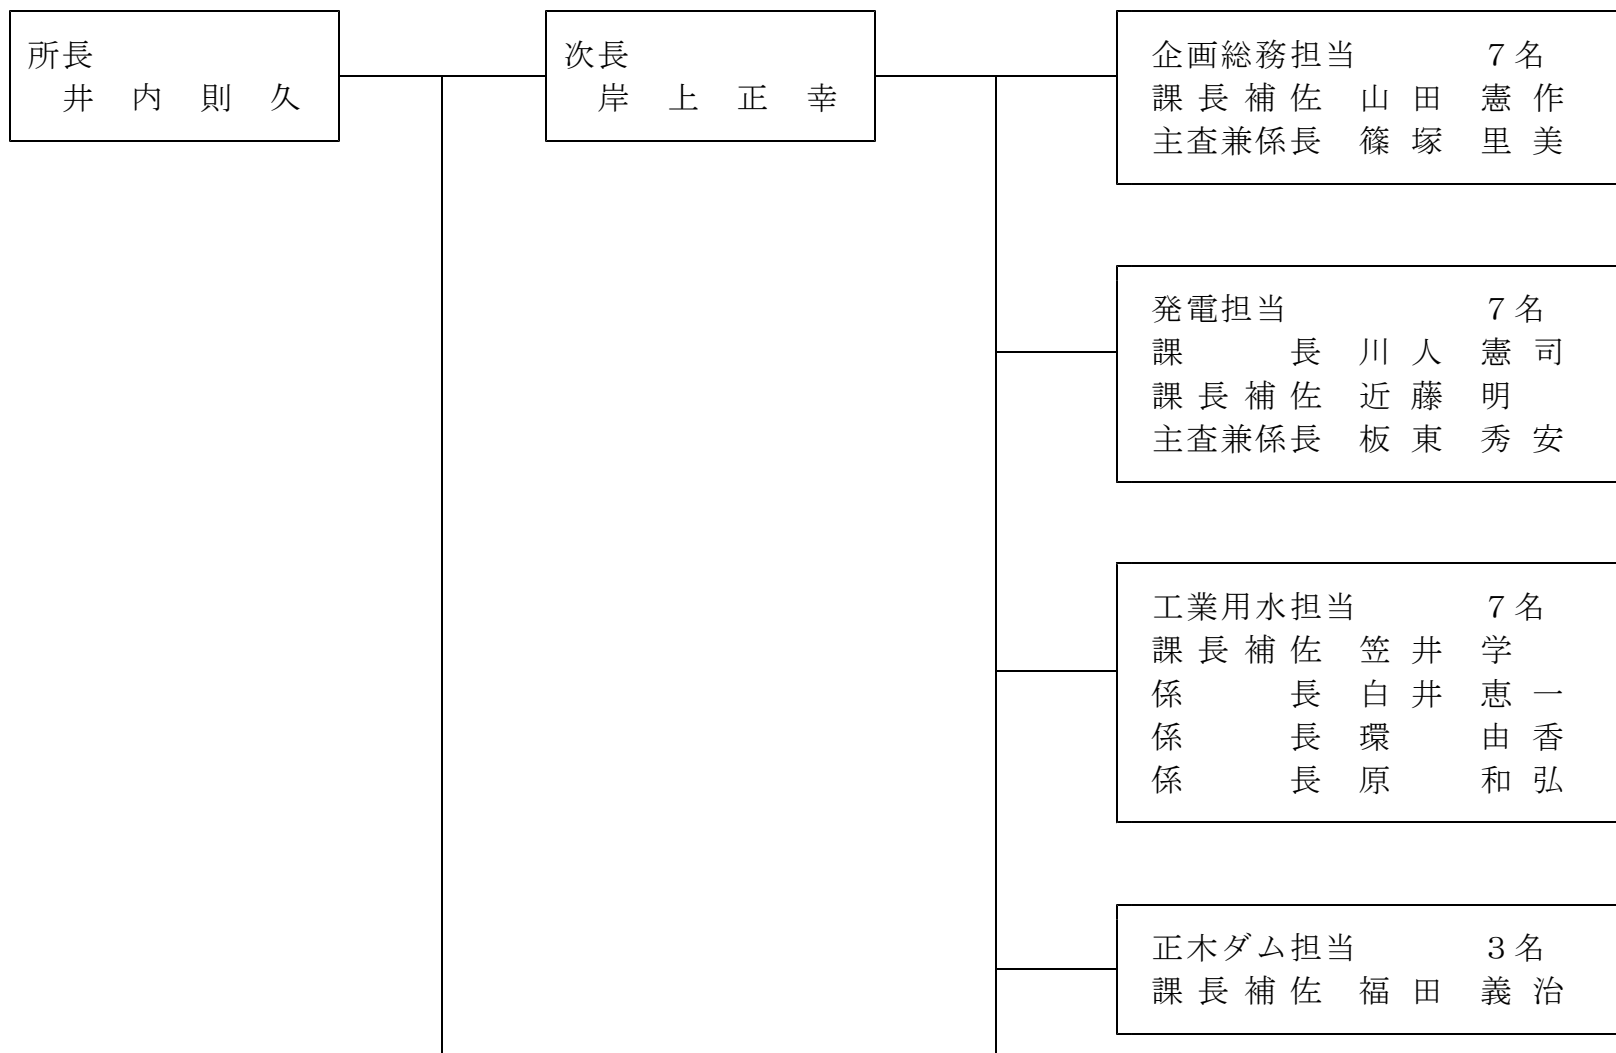 所長
井内則久
次長
岸上正幸
企画総務担当 ７名
課長補佐 山田 憲作
主査兼係長 篠塚 里美
発電担当 ７名
課長 川人 憲司
課長補佐 近藤 明
主査兼係長 板東 秀安
工業用水担当 ７名
課長補佐 笠井 学
係長 白井 恵一
係長 環 由香
係長 原 和弘
正木ダム担当 ３名
課長補佐 福田 義治